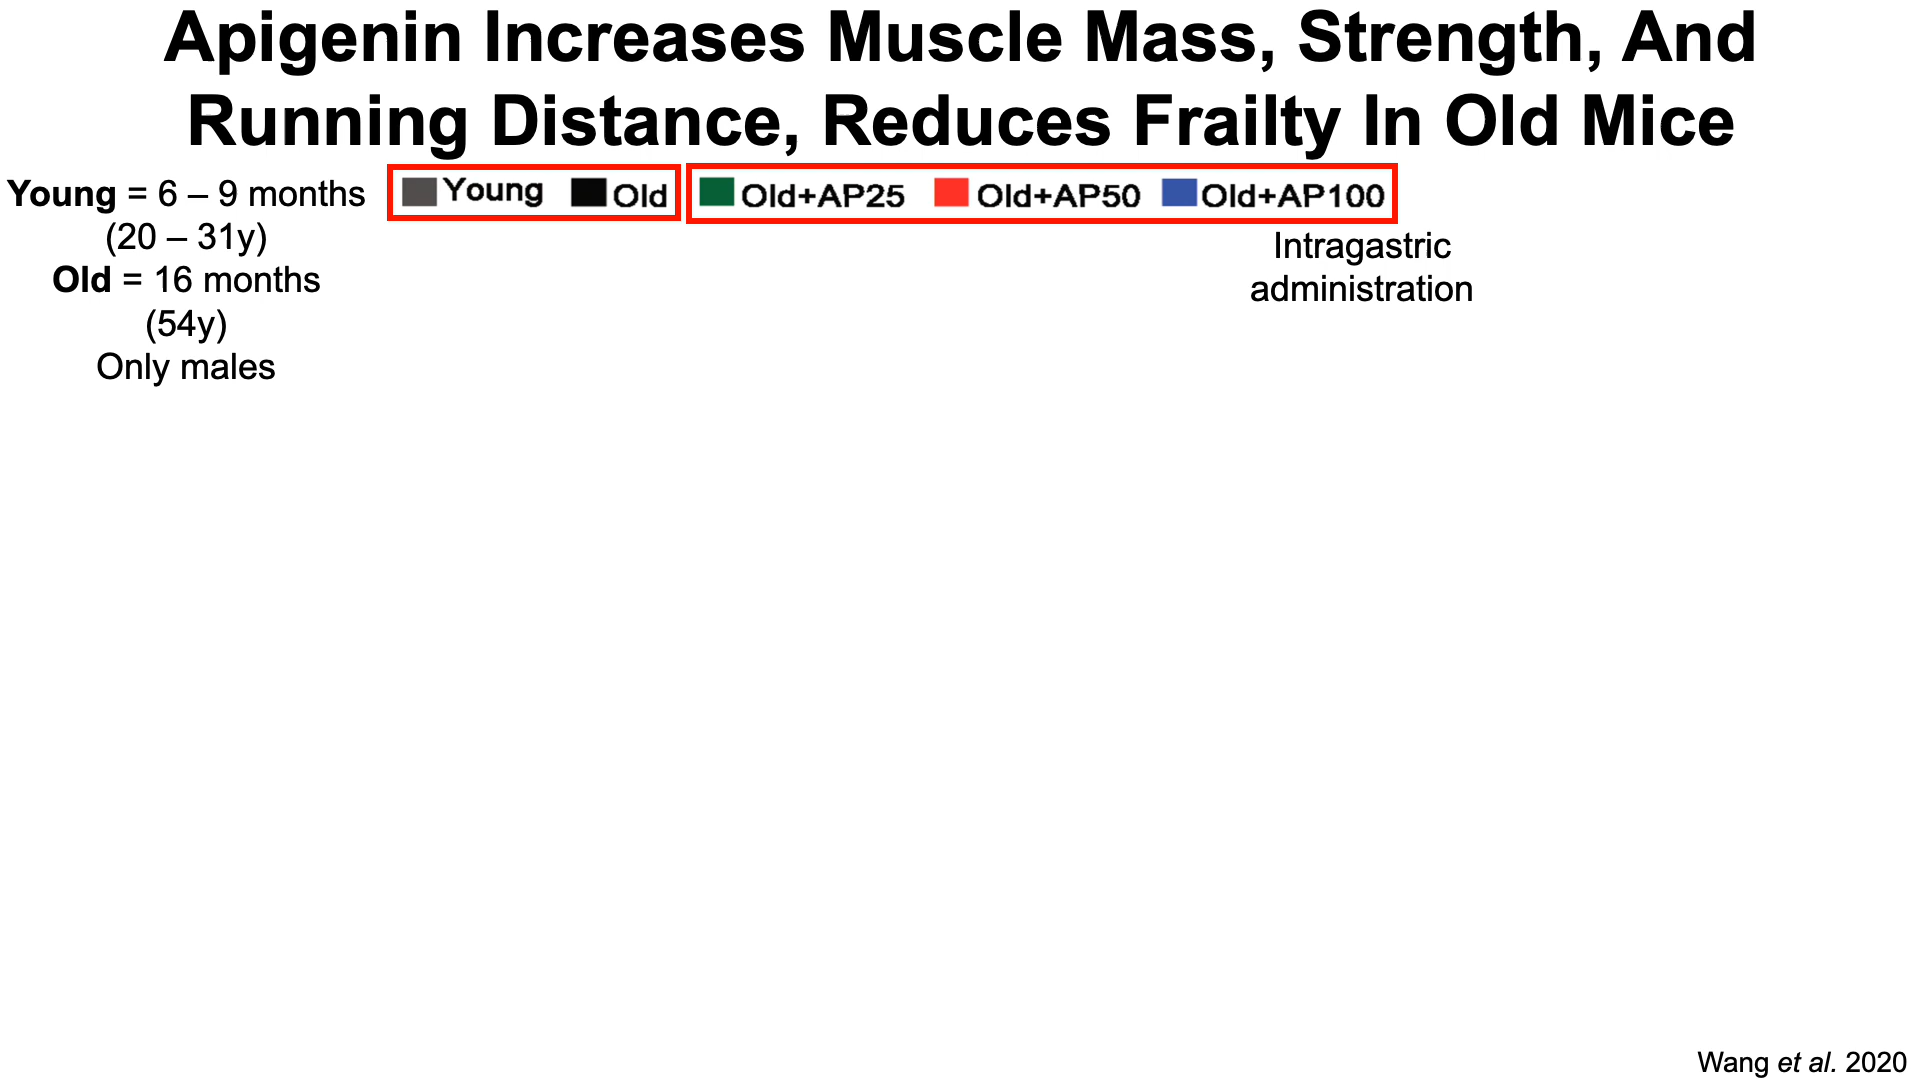 Apigenin Increases Muscle Mass, Strength, And
Running Distance, Reduces Frailty In Old Mice
Young = 6 – 9 months
(20 – 31y)
Old = 16 months
(54y)
Only males
Young Old Old+AP25 Old+AP50 Old+AP100
Intragastric
administration
Wang et al. 2020